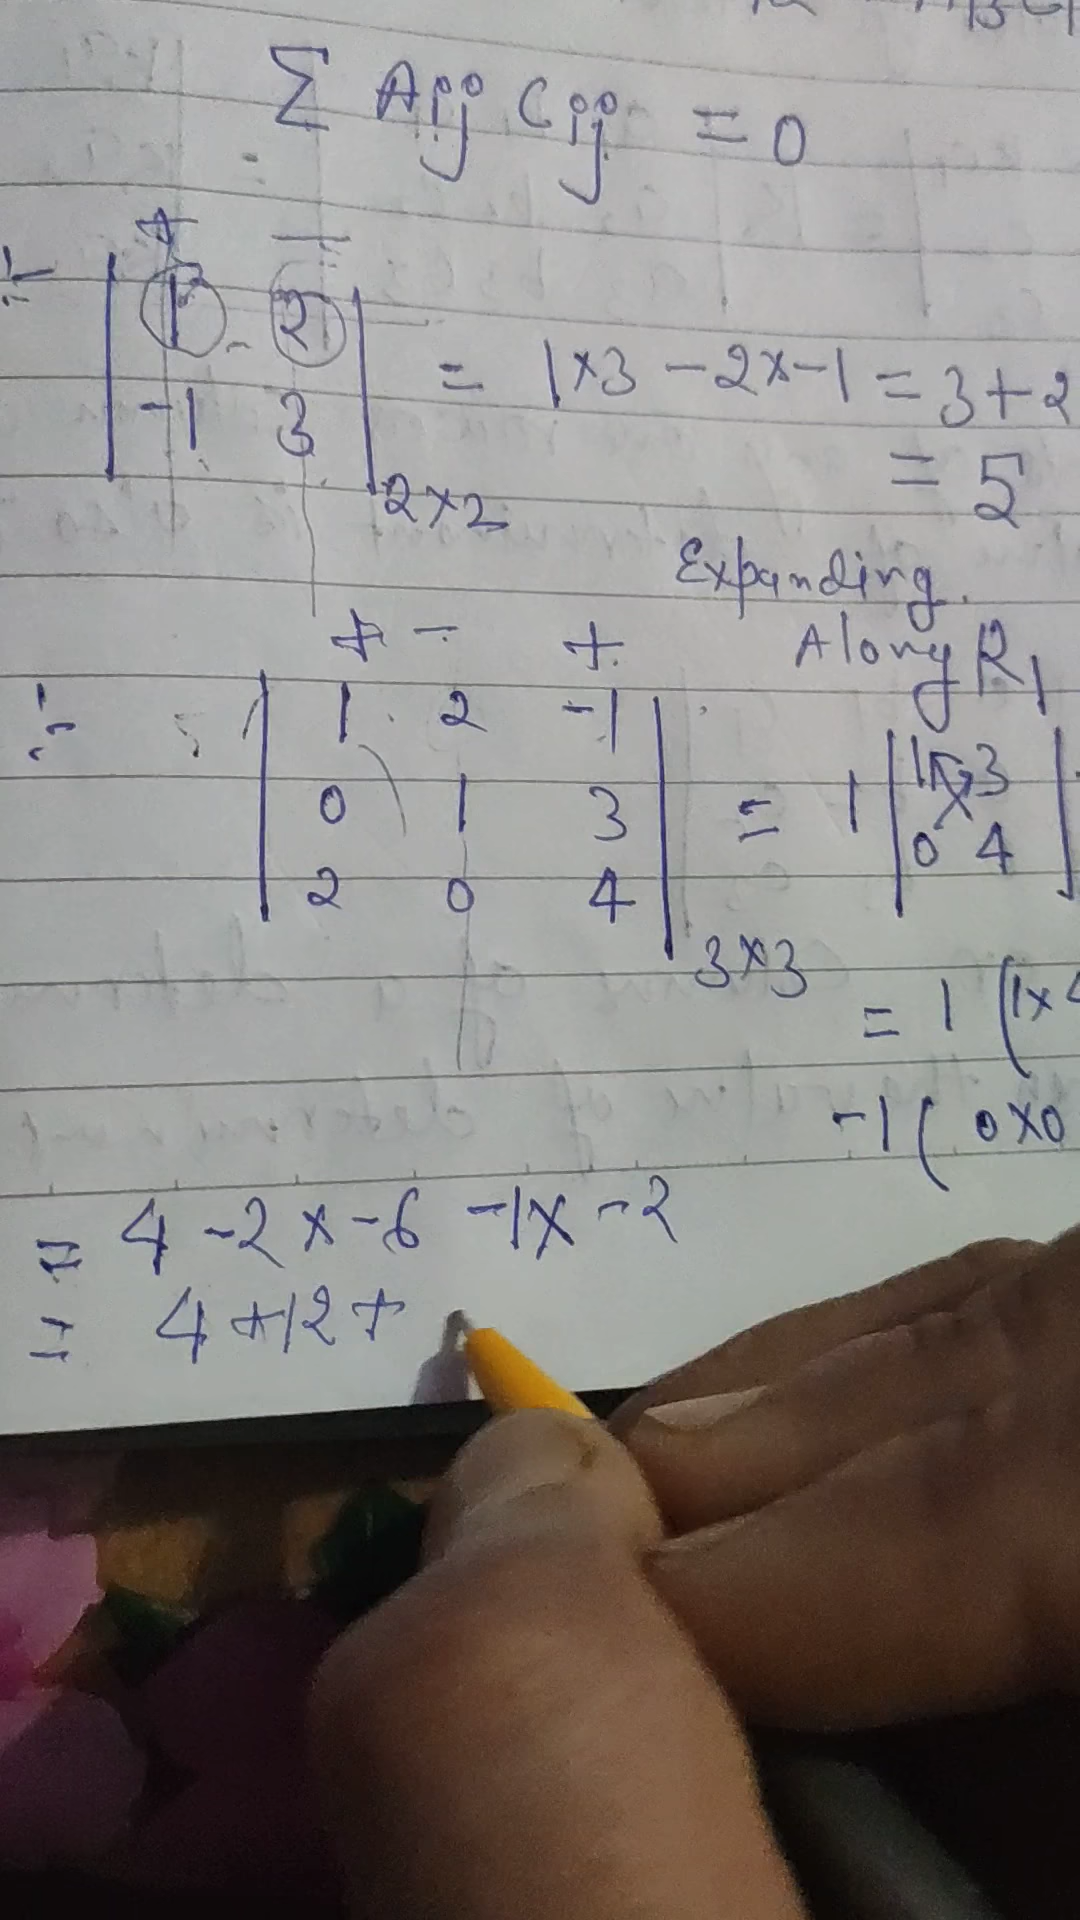 Σ Aij Cij = 0
+ −
| 1 2 |
| -1 3 | 2×2 = 1×3 −2×−1 = 3+2
= 5
Expanding
Along R1
+ − +
| 1 2 -1 |
| 0 1 3 |
| 2 0 4 | 3×3 = 1 | 1 3 |
| 0 4 |
= 1 (1×4
-1 ( 0×0
= 4 -2 × -6 -1× -2
= 4 +12 +